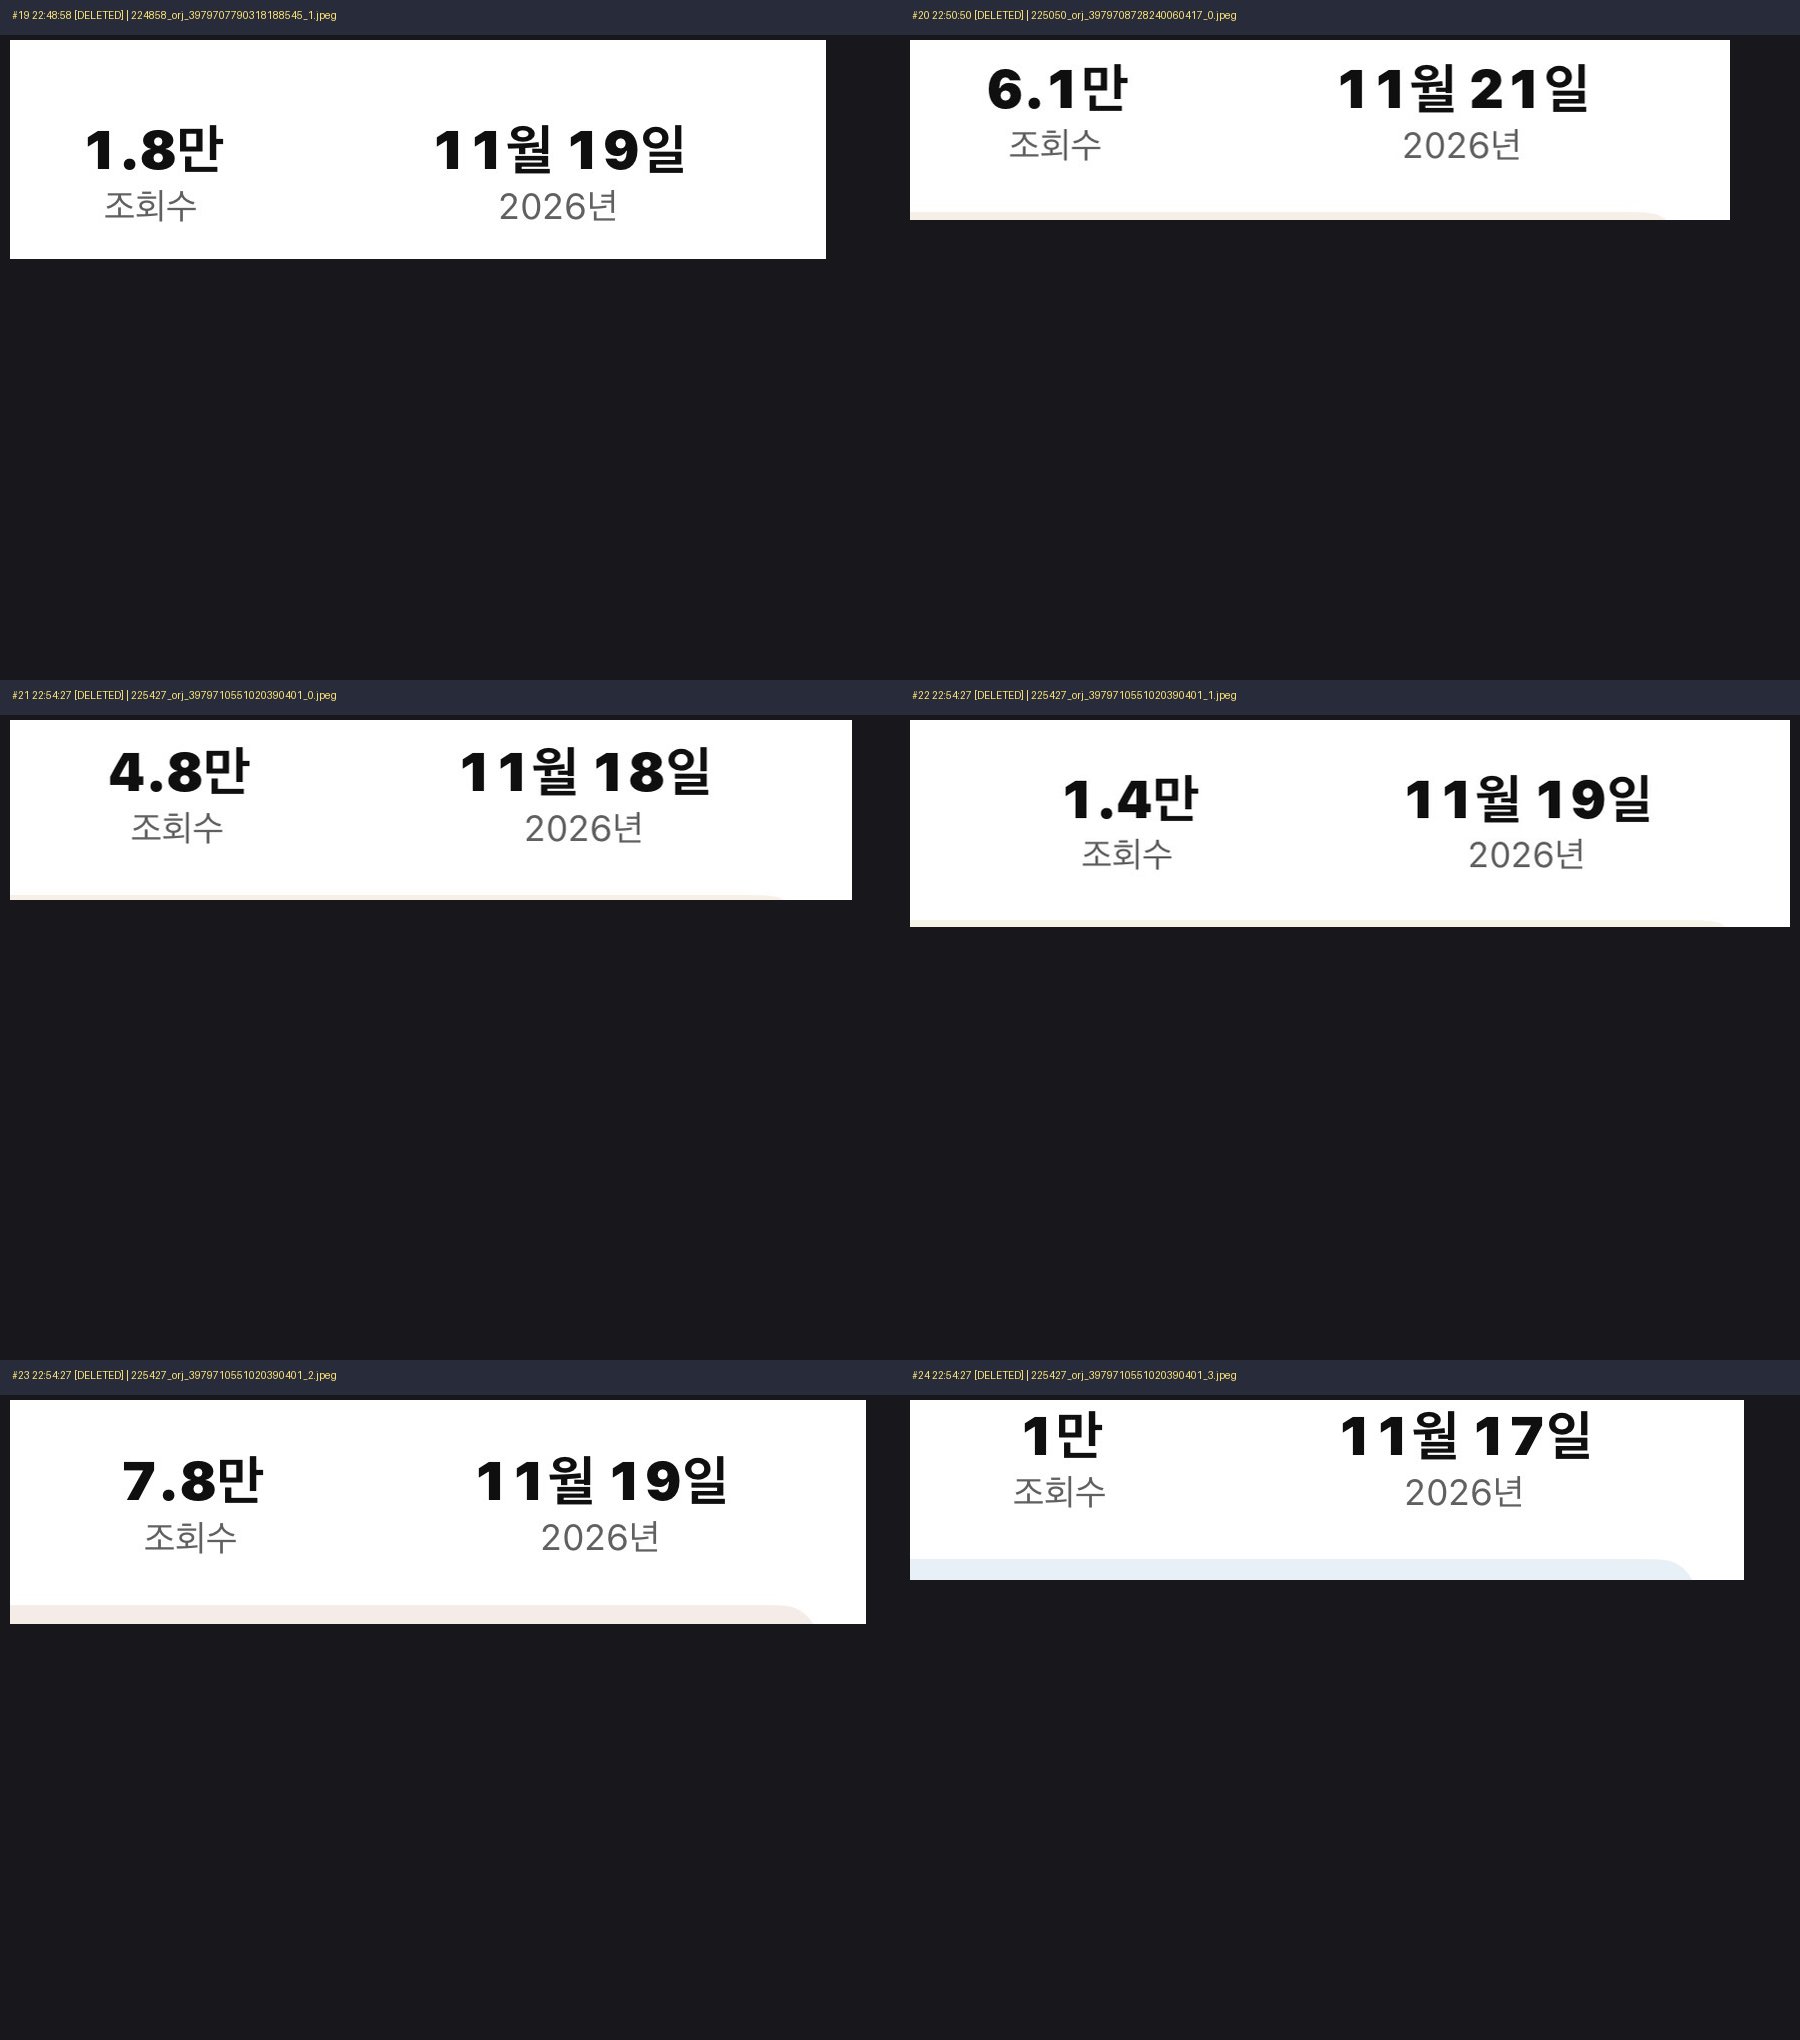 #19 22:48:58 [DELETED] | 224858_orj_3979707790318188545_1.jpeg
1.8만 11월 19일
조회수 2026년
#20 22:50:50 [DELETED] | 225050_orj_3979708728240060417_0.jpeg
6.1만 11월 21일
조회수 2026년
#21 22:54:27 [DELETED] | 225427_orj_3979710551020390401_0.jpeg
4.8만 11월 18일
조회수 2026년
#22 22:54:27 [DELETED] | 225427_orj_3979710551020390401_1.jpeg
1.4만 11월 19일
조회수 2026년
#23 22:54:27 [DELETED] | 225427_orj_3979710551020390401_2.jpeg
7.8만 11월 19일
조회수 2026년
#24 22:54:27 [DELETED] | 225427_orj_3979710551020390401_3.jpeg
1만 11월 17일
조회수 2026년